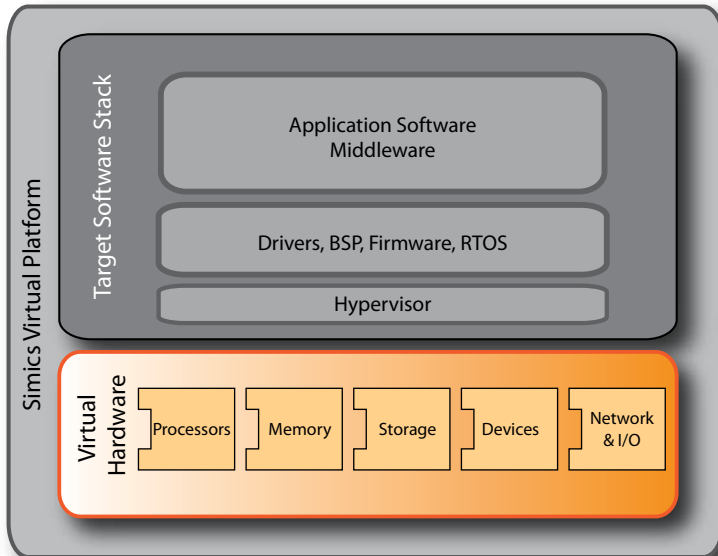 Simics Virtual Platform
Target Software Stack
Application Software
Middleware
Drivers, BSP, Firmware, RTOS
Hypervisor
Virtual
Hardware
Processors
Memory
Storage
Devices
Network
& I/O